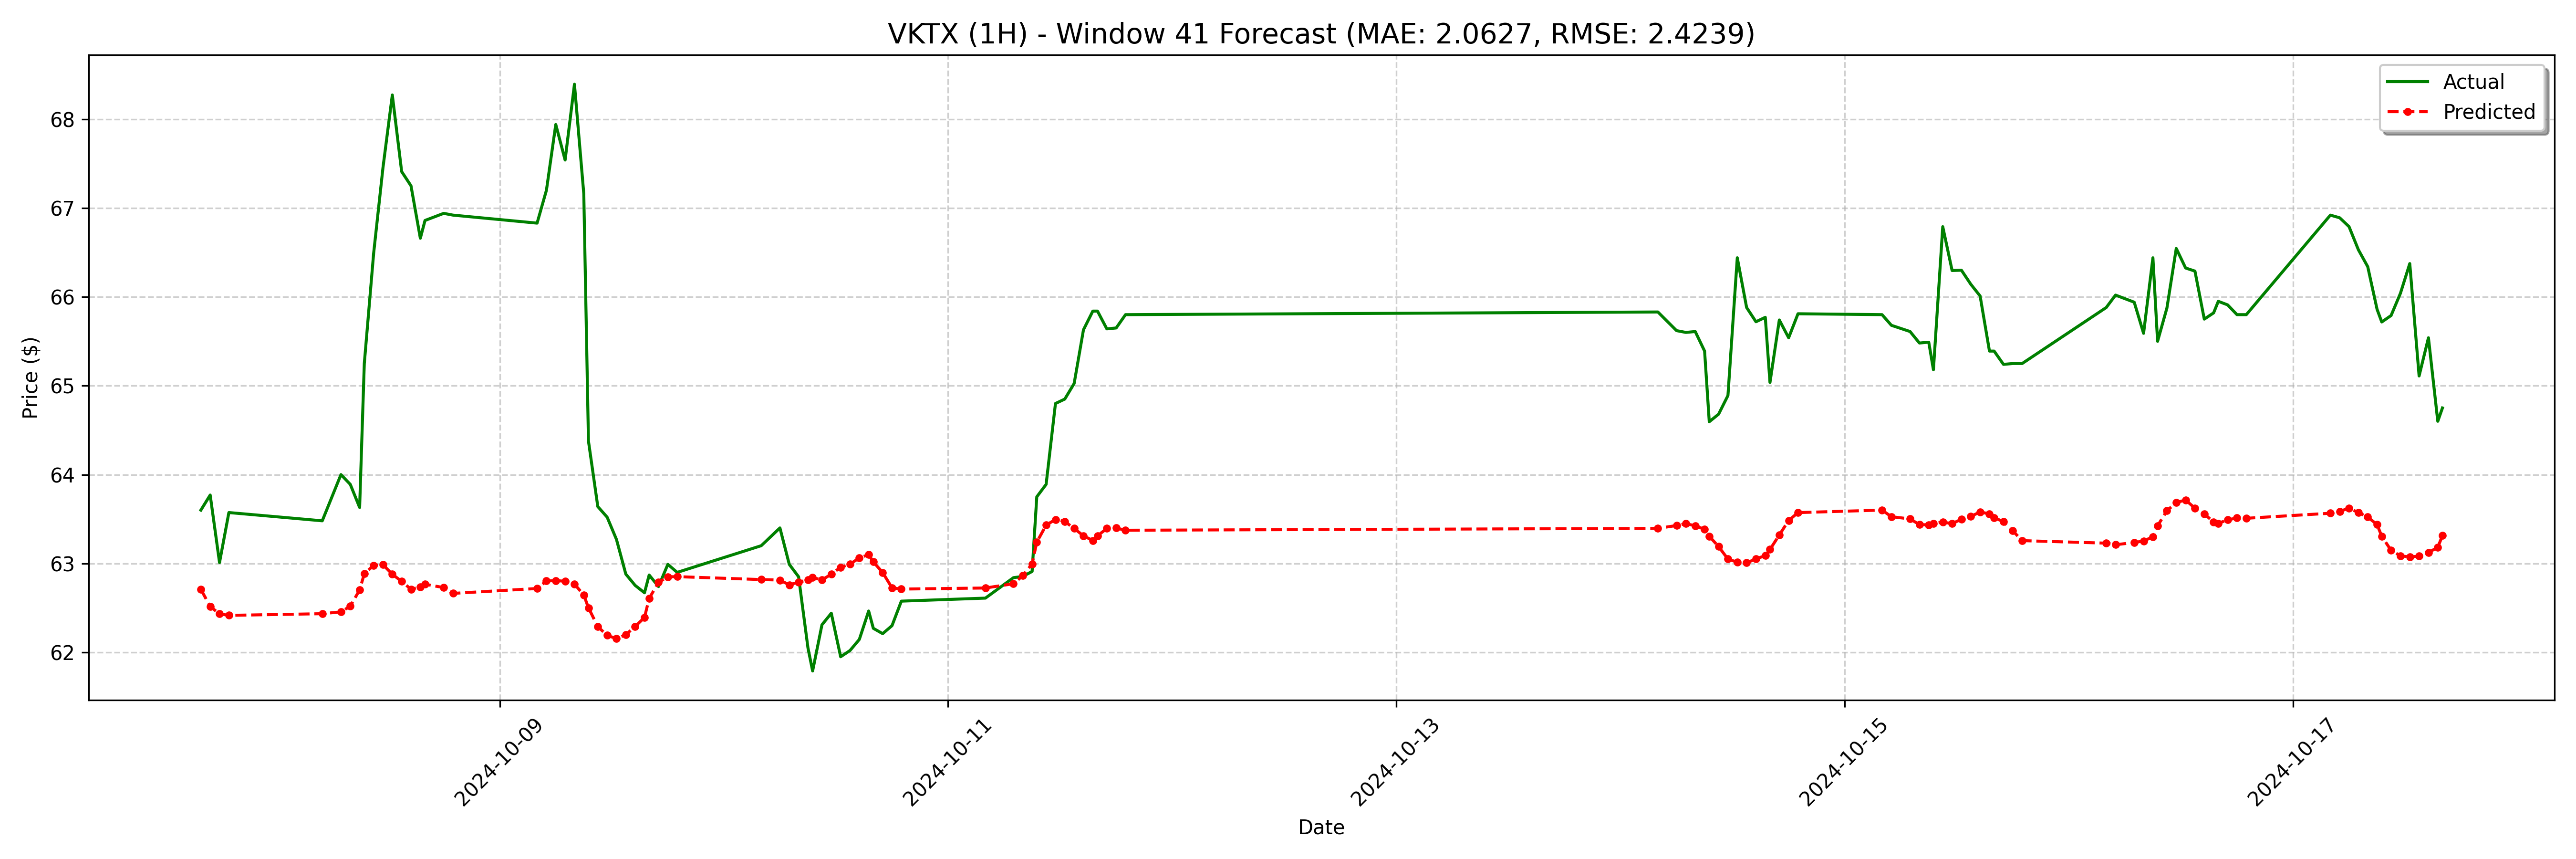 VKTX (1H) - Window 41 Forecast (MAE: 2.0627, RMSE: 2.4239)
Actual
Predicted
68
67
66
65
64
63
62
Price ($)
2024-10-09
2024-10-11
2024-10-13
2024-10-15
2024-10-17
Date